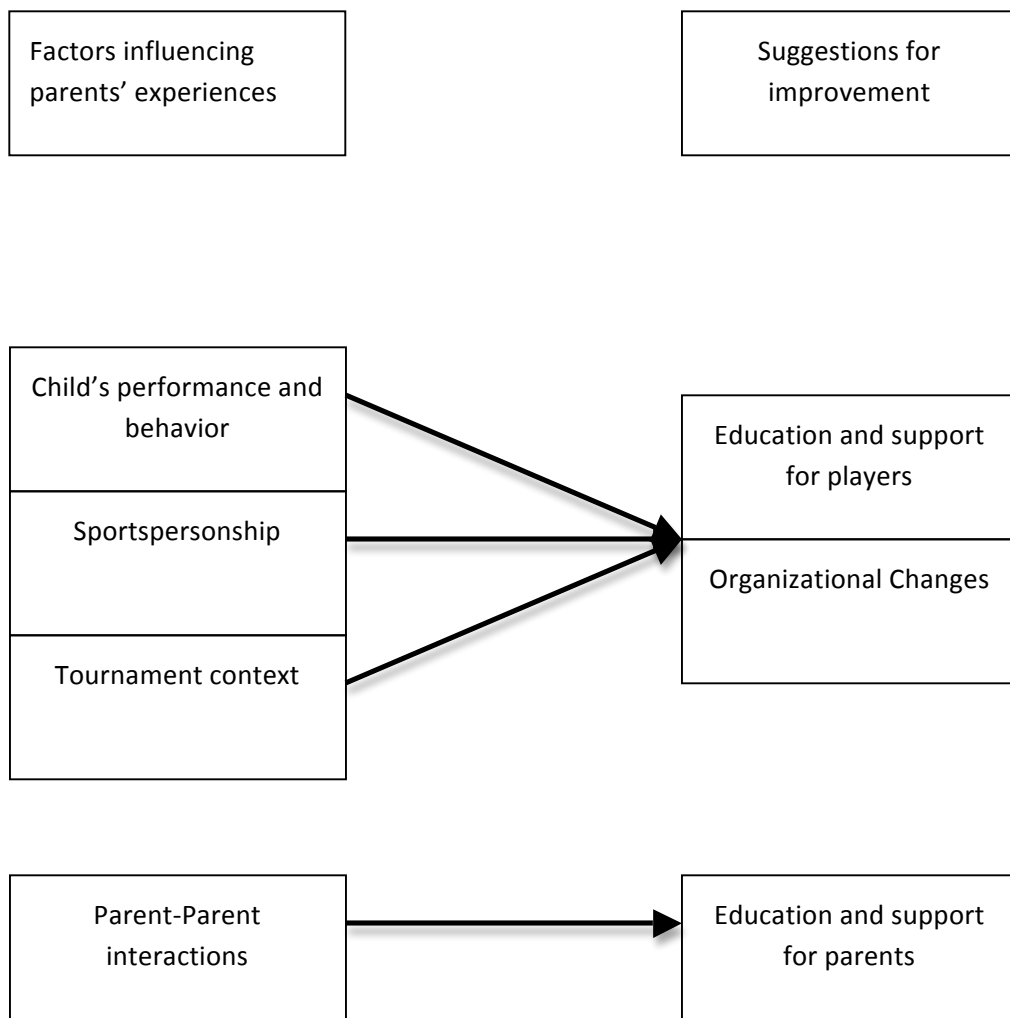 Factors influencing
parents’ experiences
Suggestions for
improvement
Child’s performance and
behavior
Sportspersonship
Tournament context
Education and support
for players
Organizational Changes
Parent-Parent
interactions
Education and support
for parents